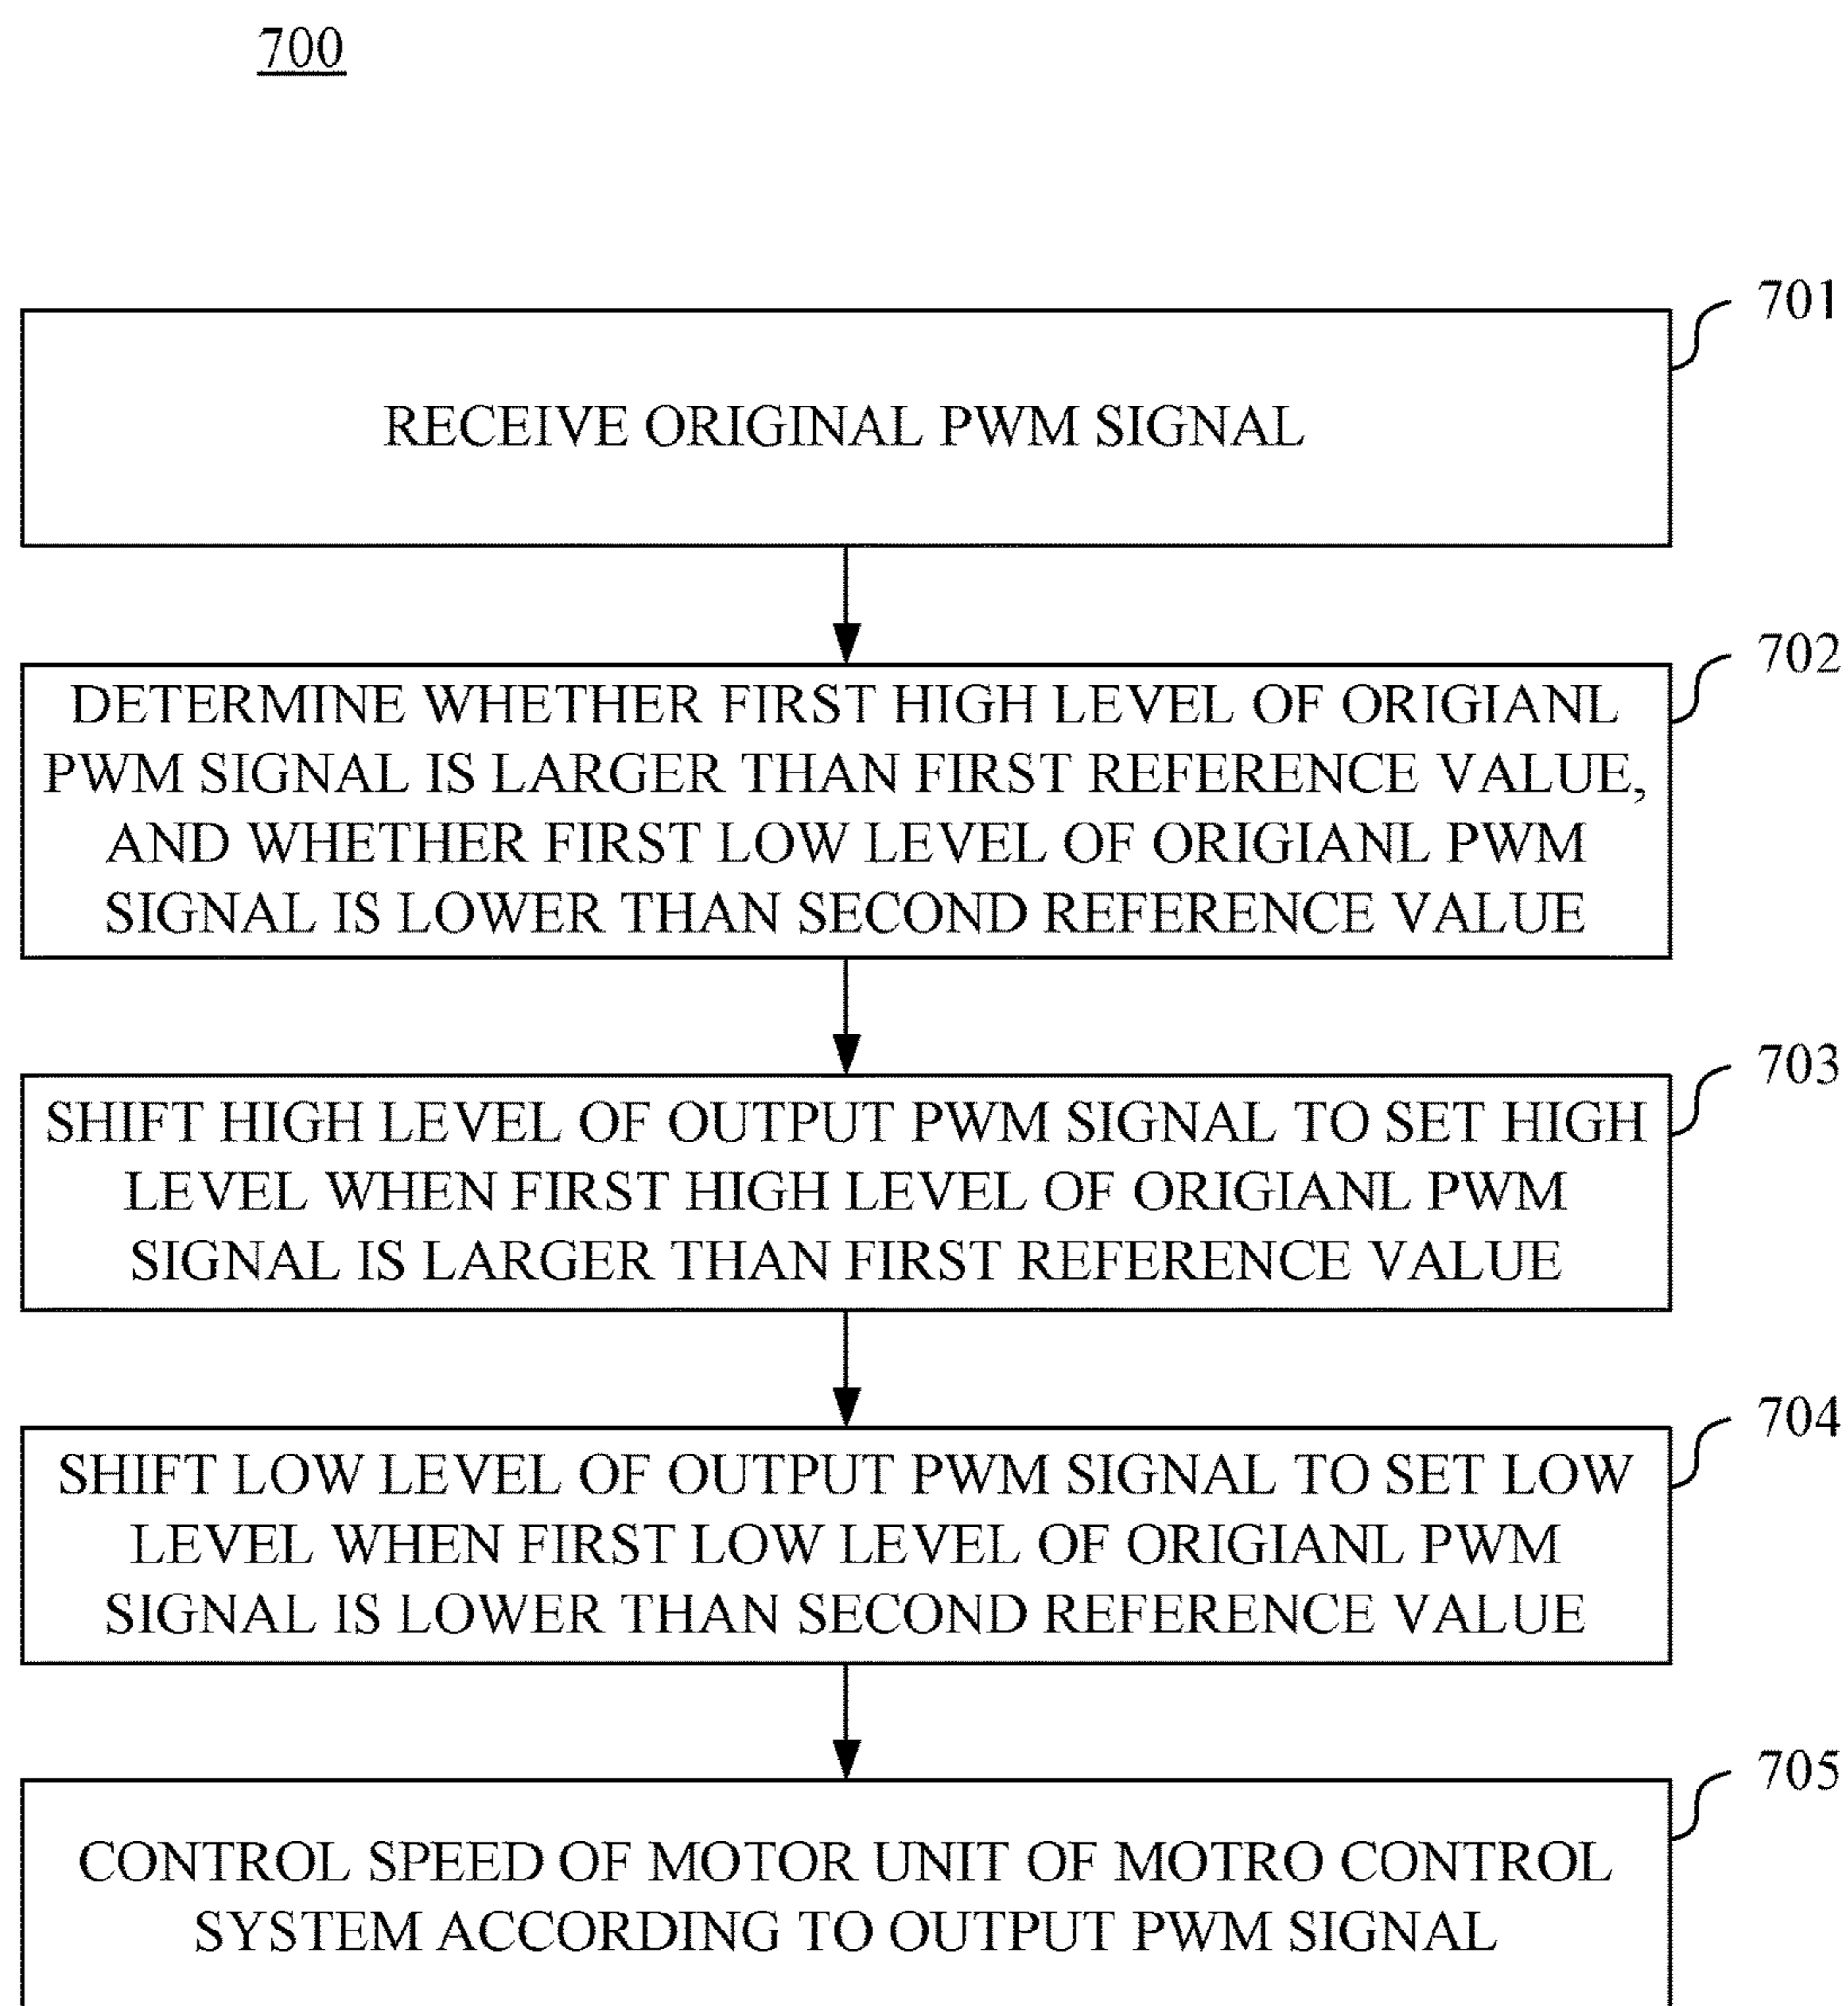 700
701
RECEIVE ORIGINAL PWM SIGNAL
702
DETERMINE WHETHER FIRST HIGH LEVEL OF ORIGIANL
PWM SIGNAL IS LARGER THAN FIRST REFERENCE VALUE,
AND WHETHER FIRST LOW LEVEL OF ORIGIANL PWM
SIGNAL IS LOWER THAN SECOND REFERENCE VALUE
703
SHIFT HIGH LEVEL OF OUTPUT PWM SIGNAL TO SET HIGH
LEVEL WHEN FIRST HIGH LEVEL OF ORIGIANL PWM
SIGNAL IS LARGER THAN FIRST REFERENCE VALUE
704
SHIFT LOW LEVEL OF OUTPUT PWM SIGNAL TO SET LOW
LEVEL WHEN FIRST LOW LEVEL OF ORIGIANL PWM
SIGNAL IS LOWER THAN SECOND REFERENCE VALUE
705
CONTROL SPEED OF MOTOR UNIT OF MOTRO CONTROL
SYSTEM ACCORDING TO OUTPUT PWM SIGNAL